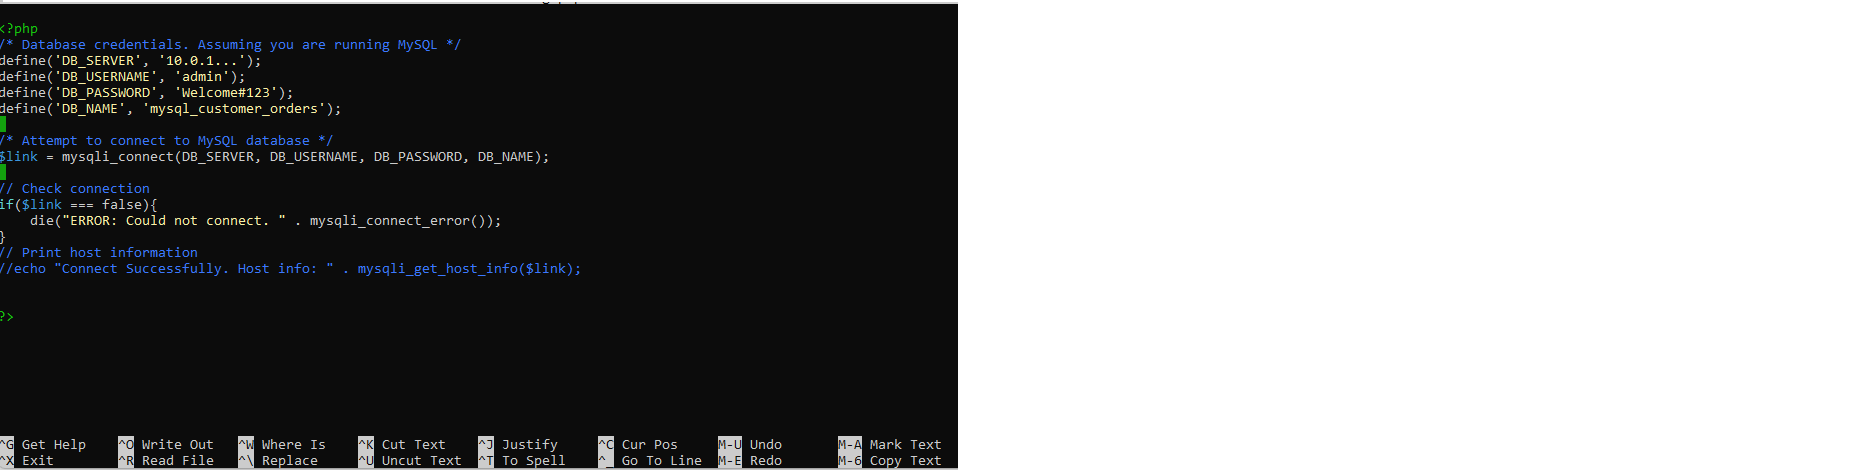 <?php
/* Database credentials. Assuming you are running MySQL */
define('DB_SERVER', '10.0.1...');
define('DB_USERNAME', 'admin');
define('DB_PASSWORD', 'Welcome#123');
define('DB_NAME', 'mysql_customer_orders');
/* Attempt to connect to MySQL database */
$link = mysqli_connect(DB_SERVER, DB_USERNAME, DB_PASSWORD, DB_NAME);
// Check connection
if($link === false){
    die("ERROR: Could not connect. " . mysqli_connect_error());
}
// Print host information
//echo "Connect Successfully. Host info: " . mysqli_get_host_info($link);
?>
^G Get Help ^O Write Out ^W Where Is ^K Cut Text ^J Justify ^C Cur Pos M-U Undo M-A Mark Text
^X Exit ^R Read File ^\ Replace ^U Uncut Text ^T To Spell ^_ Go To Line M-E Redo M-6 Copy Text